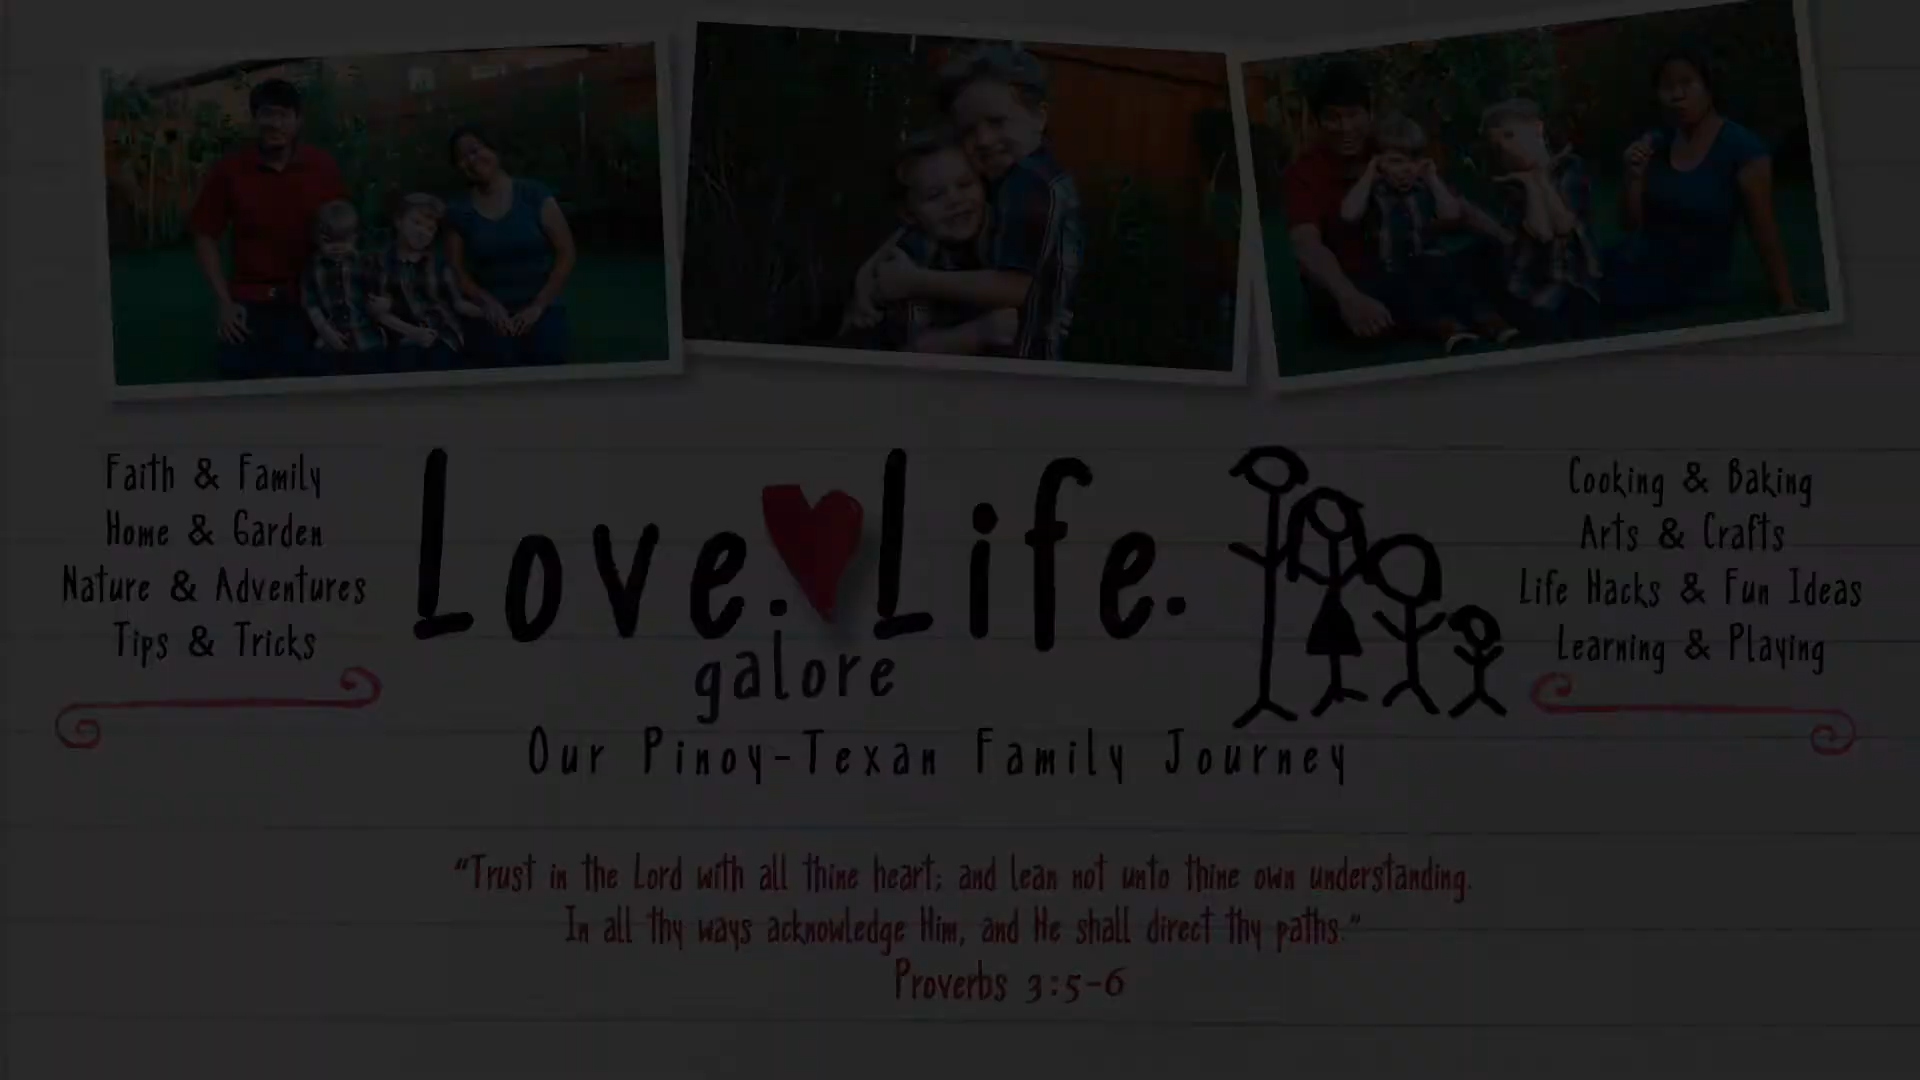 Faith & Family
Home & Garden
Nature & Adventures
Tips & Tricks
Love. Life.
galore
Our Pinoy-Texan Family Journey
Cooking & Baking
Arts & Crafts
Life Hacks & Fun Ideas
Learning & Playing
"Trust in the Lord with all thine heart; and lean not unto thine own understanding.
In all thy ways acknowledge Him, and He shall direct thy paths."
Proverbs 3:5-6